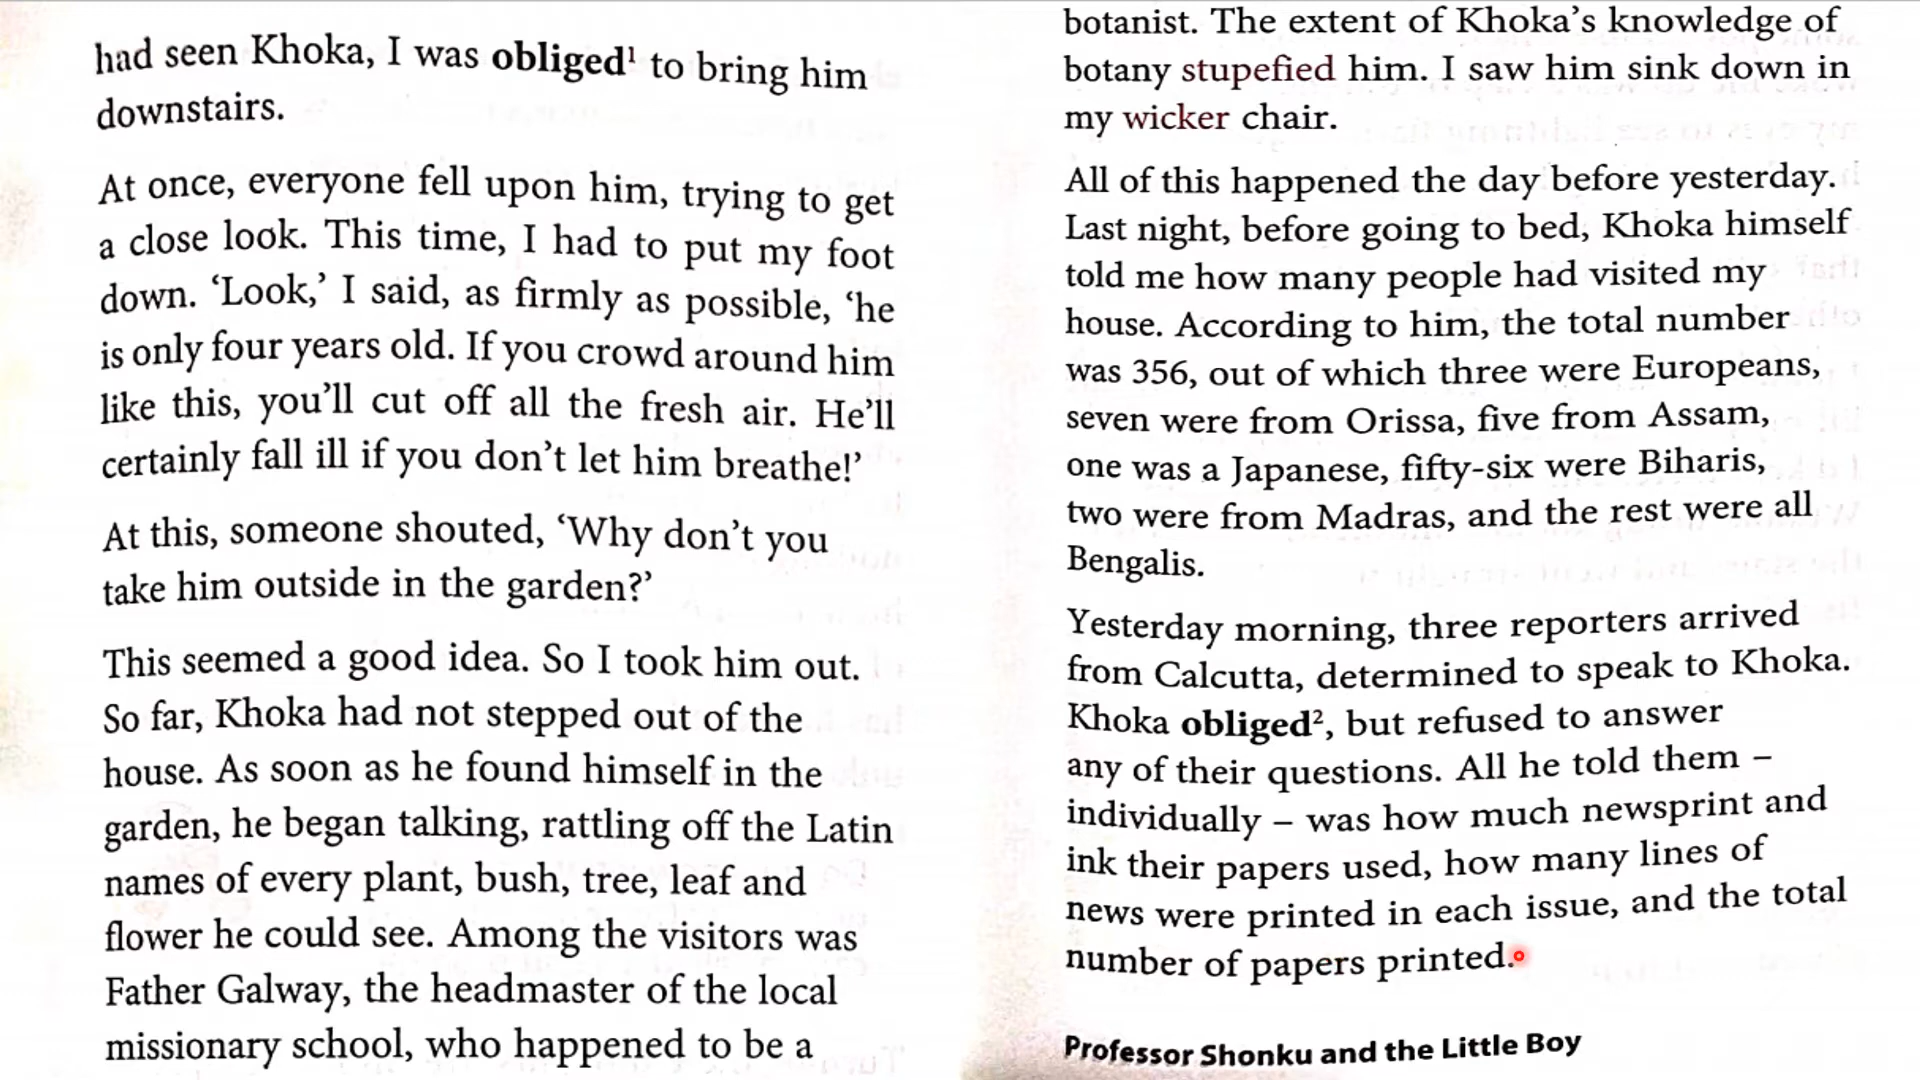 had seen Khoka, I was obliged¹ to bring him
downstairs.
At once, everyone fell upon him, trying to get
a close look. This time, I had to put my foot
down. ‘Look,’ I said, as firmly as possible, ‘he
is only four years old. If you crowd around him
like this, you’ll cut off all the fresh air. He’ll
certainly fall ill if you don’t let him breathe!’
At this, someone shouted, ‘Why don’t you
take him outside in the garden?’
This seemed a good idea. So I took him out.
So far, Khoka had not stepped out of the
house. As soon as he found himself in the
garden, he began talking, rattling off the Latin
names of every plant, bush, tree, leaf and
flower he could see. Among the visitors was
Father Galway, the headmaster of the local
missionary school, who happened to be a
botanist. The extent of Khoka’s knowledge of
botany stupefied him. I saw him sink down in
my wicker chair.
All of this happened the day before yesterday.
Last night, before going to bed, Khoka himself
told me how many people had visited my
house. According to him, the total number
was 356, out of which three were Europeans,
seven were from Orissa, five from Assam,
one was a Japanese, fifty-six were Biharis,
two were from Madras, and the rest were all
Bengalis.
Yesterday morning, three reporters arrived
from Calcutta, determined to speak to Khoka.
Khoka obliged², but refused to answer
any of their questions. All he told them –
individually – was how much newsprint and
ink their papers used, how many lines of
news were printed in each issue, and the total
number of papers printed.
Professor Shonku and the Little Boy